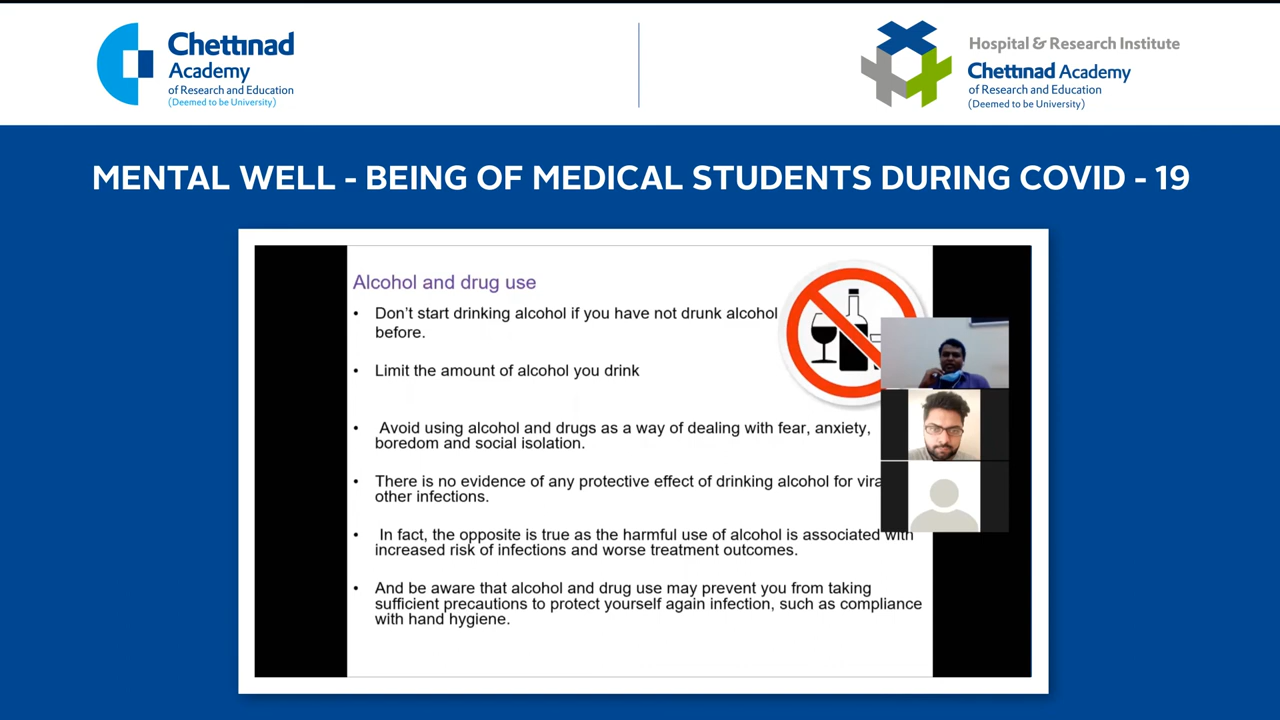 Chettinad
Academy
of Research and Education
(Deemed to be University)
Hospital & Research Institute
Chettinad Academy
of Research and Education
(Deemed to be University)
MENTAL WELL - BEING OF MEDICAL STUDENTS DURING COVID - 19
Alcohol and drug use
• Don't start drinking alcohol if you have not drunk alcohol
before.
• Limit the amount of alcohol you drink
• Avoid using alcohol and drugs as a way of dealing with fear, anxiety,
boredom and social isolation.
• There is no evidence of any protective effect of drinking alcohol for
other infections.
• In fact, the opposite is true as the harmful use of alcohol is associated with
increased risk of infections and worse treatment outcomes.
• And be aware that alcohol and drug use may prevent you from taking
sufficient precautions to protect yourself again infection, such as compliance
with hand hygiene.